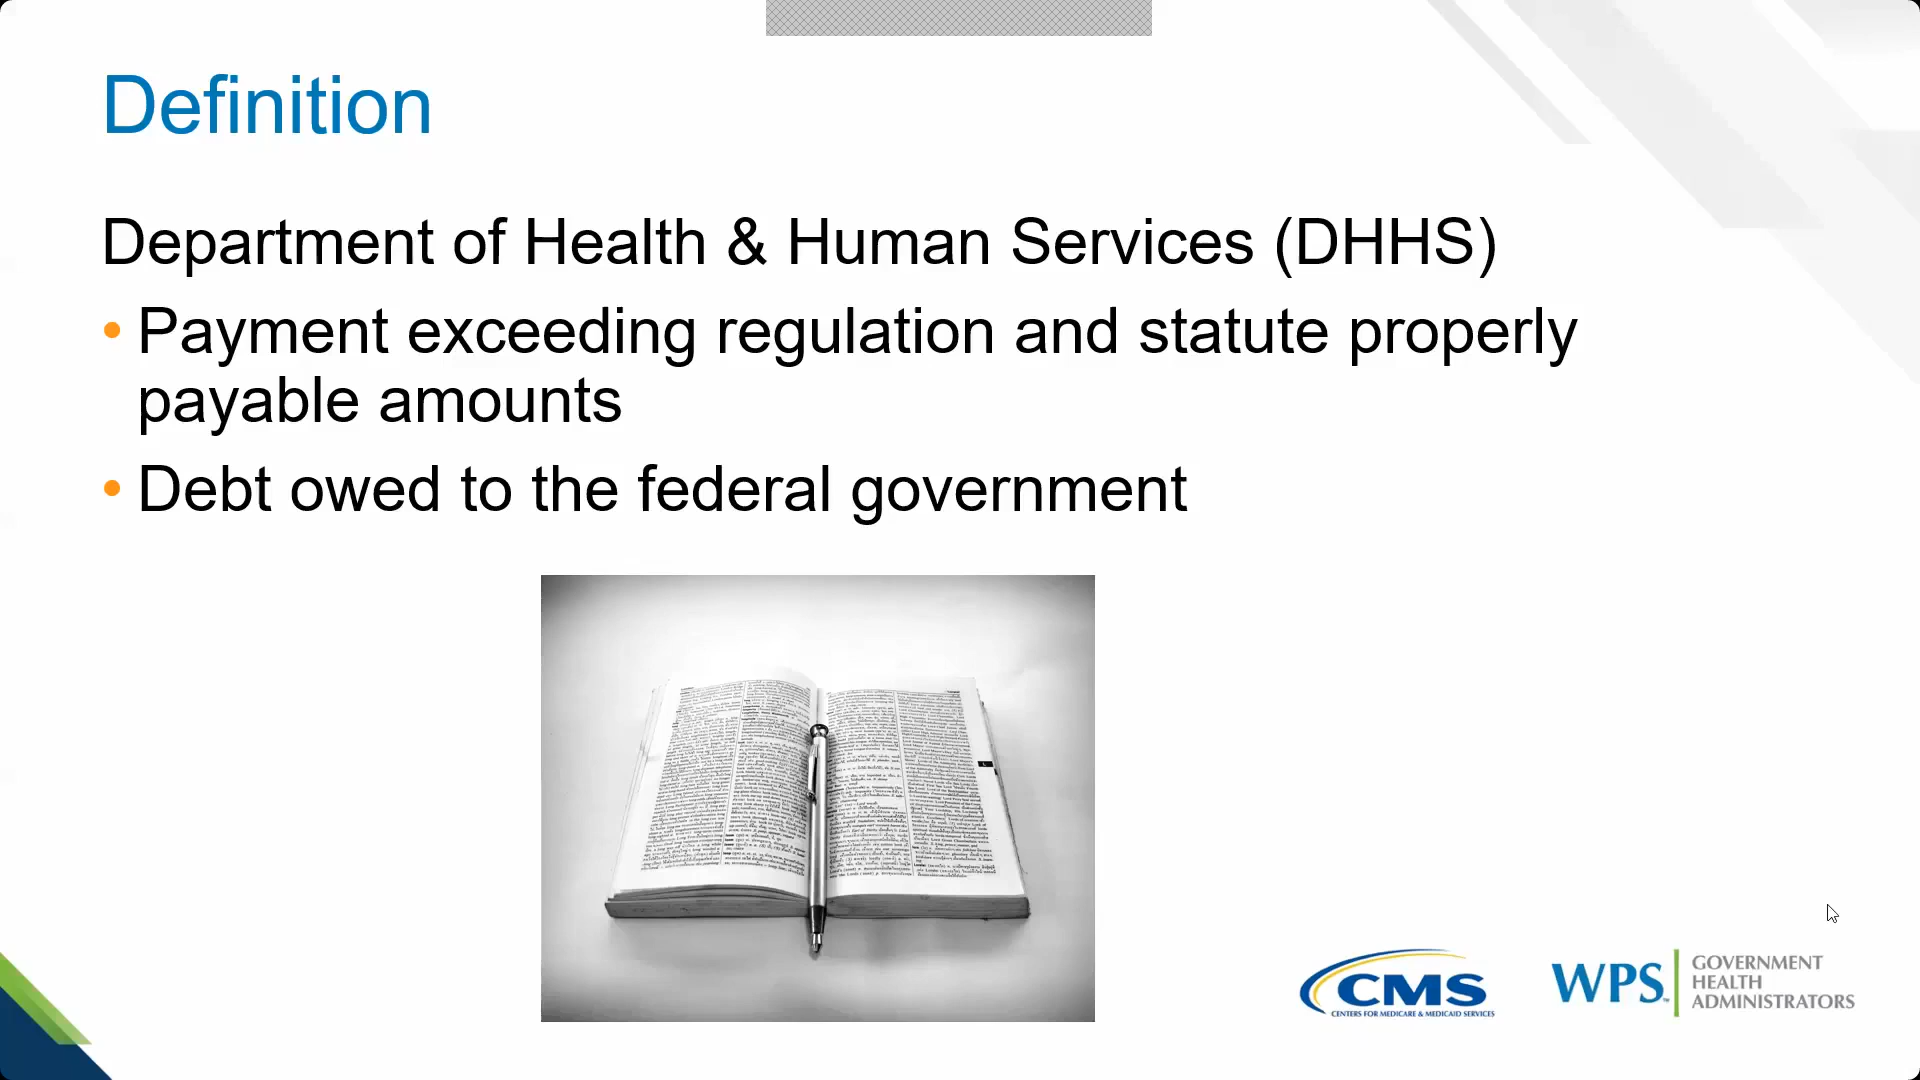 Definition
Department of Health & Human Services (DHHS)
• Payment exceeding regulation and statute properly
payable amounts
• Debt owed to the federal government
CMS
CENTERS FOR MEDICARE & MEDICAID SERVICES
WPS
GOVERNMENT
HEALTH
ADMINISTRATORS